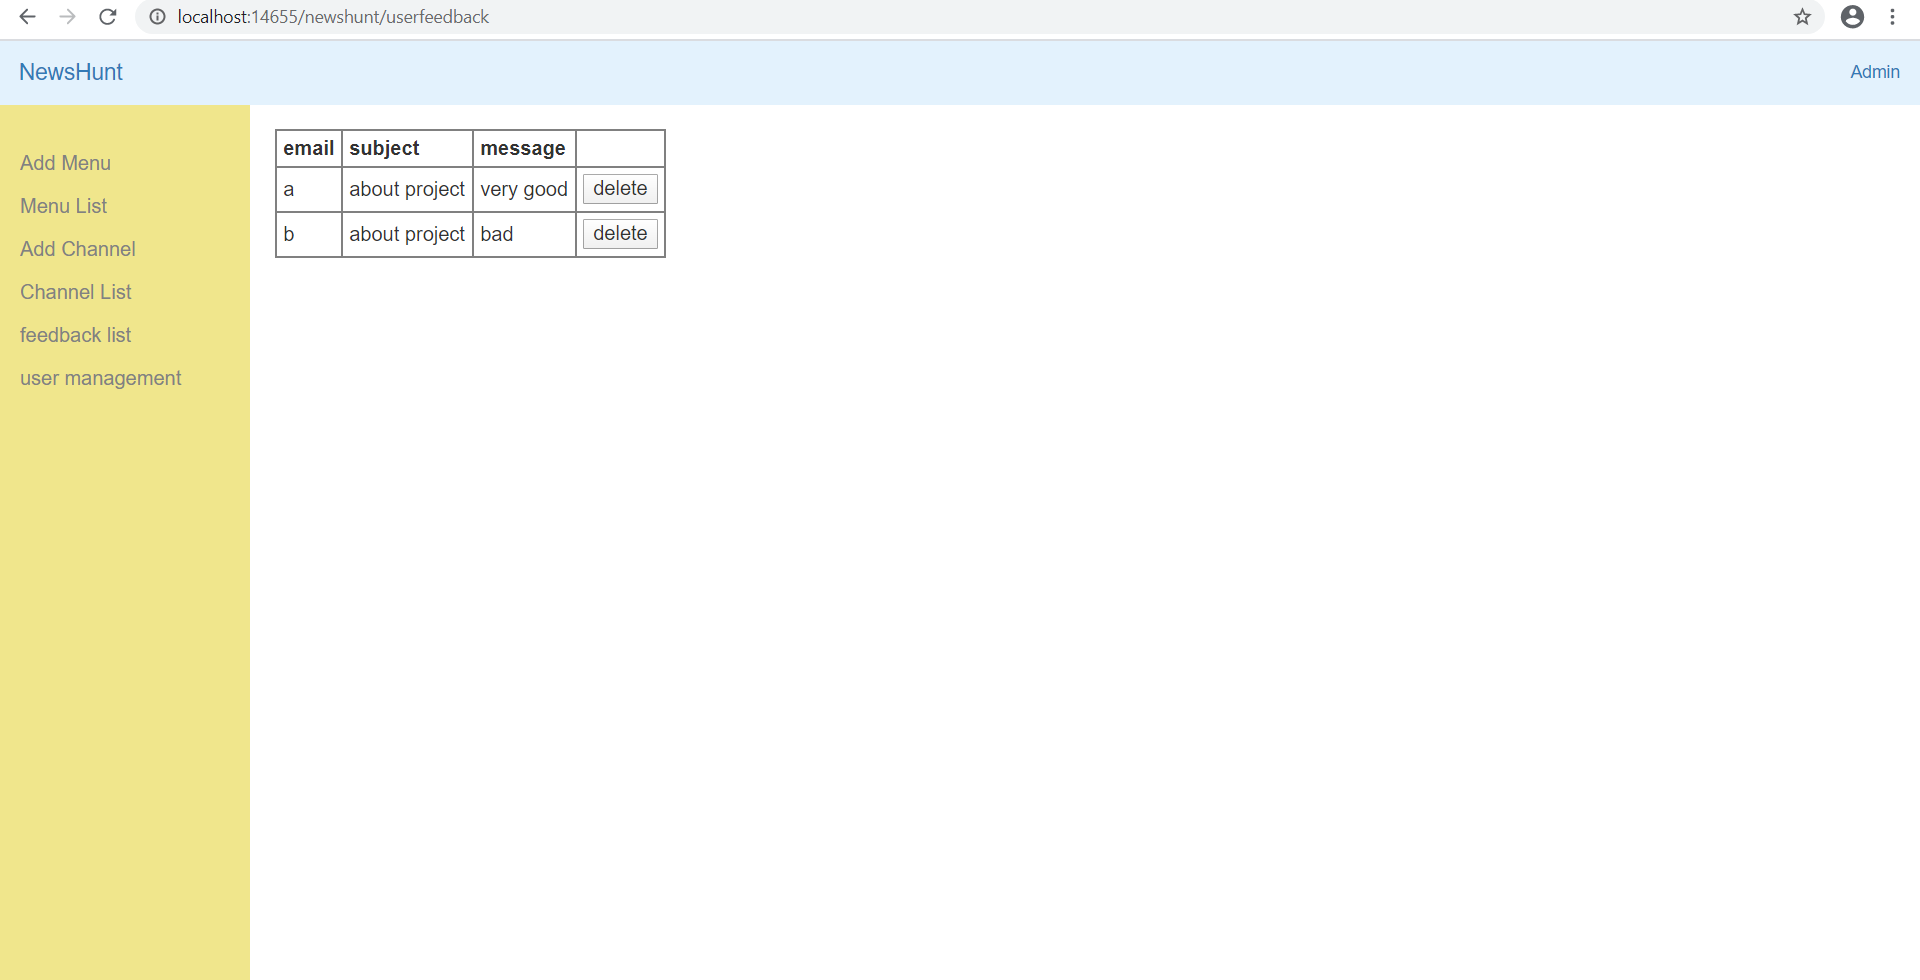 localhost:14655/newshunt/userfeedback
NewsHunt
Admin
Add Menu
Menu List
Add Channel
Channel List
feedback list
user management
email subject message
a about project very good delete
b about project bad delete